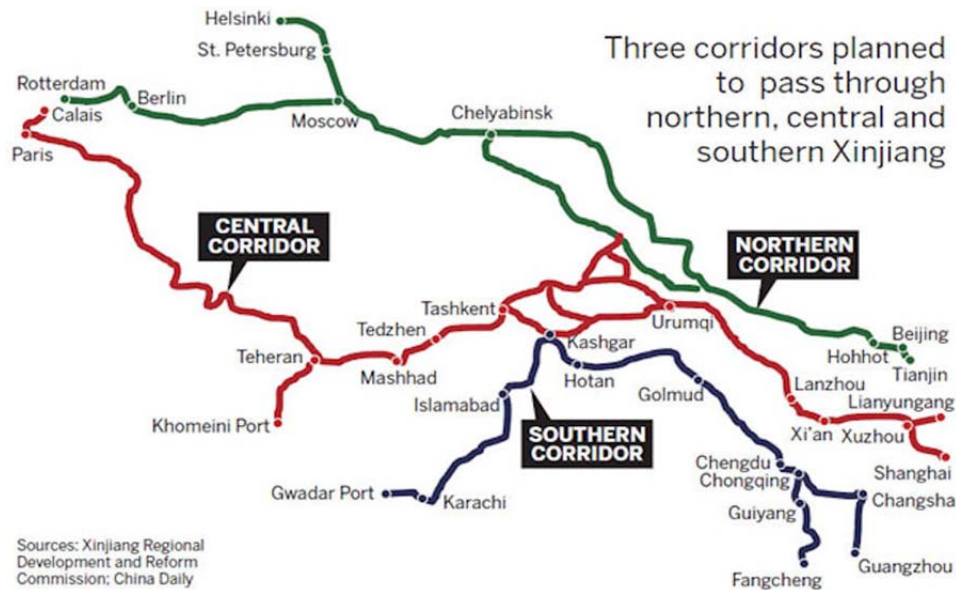 Helsinki
St. Petersburg
Three corridors planned
to pass through
northern, central and
southern Xinjiang
Rotterdam
Calais
Berlin
Moscow
Chelyabinsk
Paris
CENTRAL
CORRIDOR
NORTHERN
CORRIDOR
Tashkent
Tedzhen
Urumqi
Kashgar
Beijing
Hohhot
Tianjin
Teheran
Mashhad
Hotan
Golmud
Lanzhou
Lianyungang
Islamabad
Khomeini Port
SOUTHERN
CORRIDOR
Xi'an
Xuzhou
Shanghai
Chengdu
Chongqing
Changsha
Gwadar Port
Karachi
Guiyang
Guangzhou
Fangcheng
Sources: Xinjiang Regional
Development and Reform
Commission; China Daily